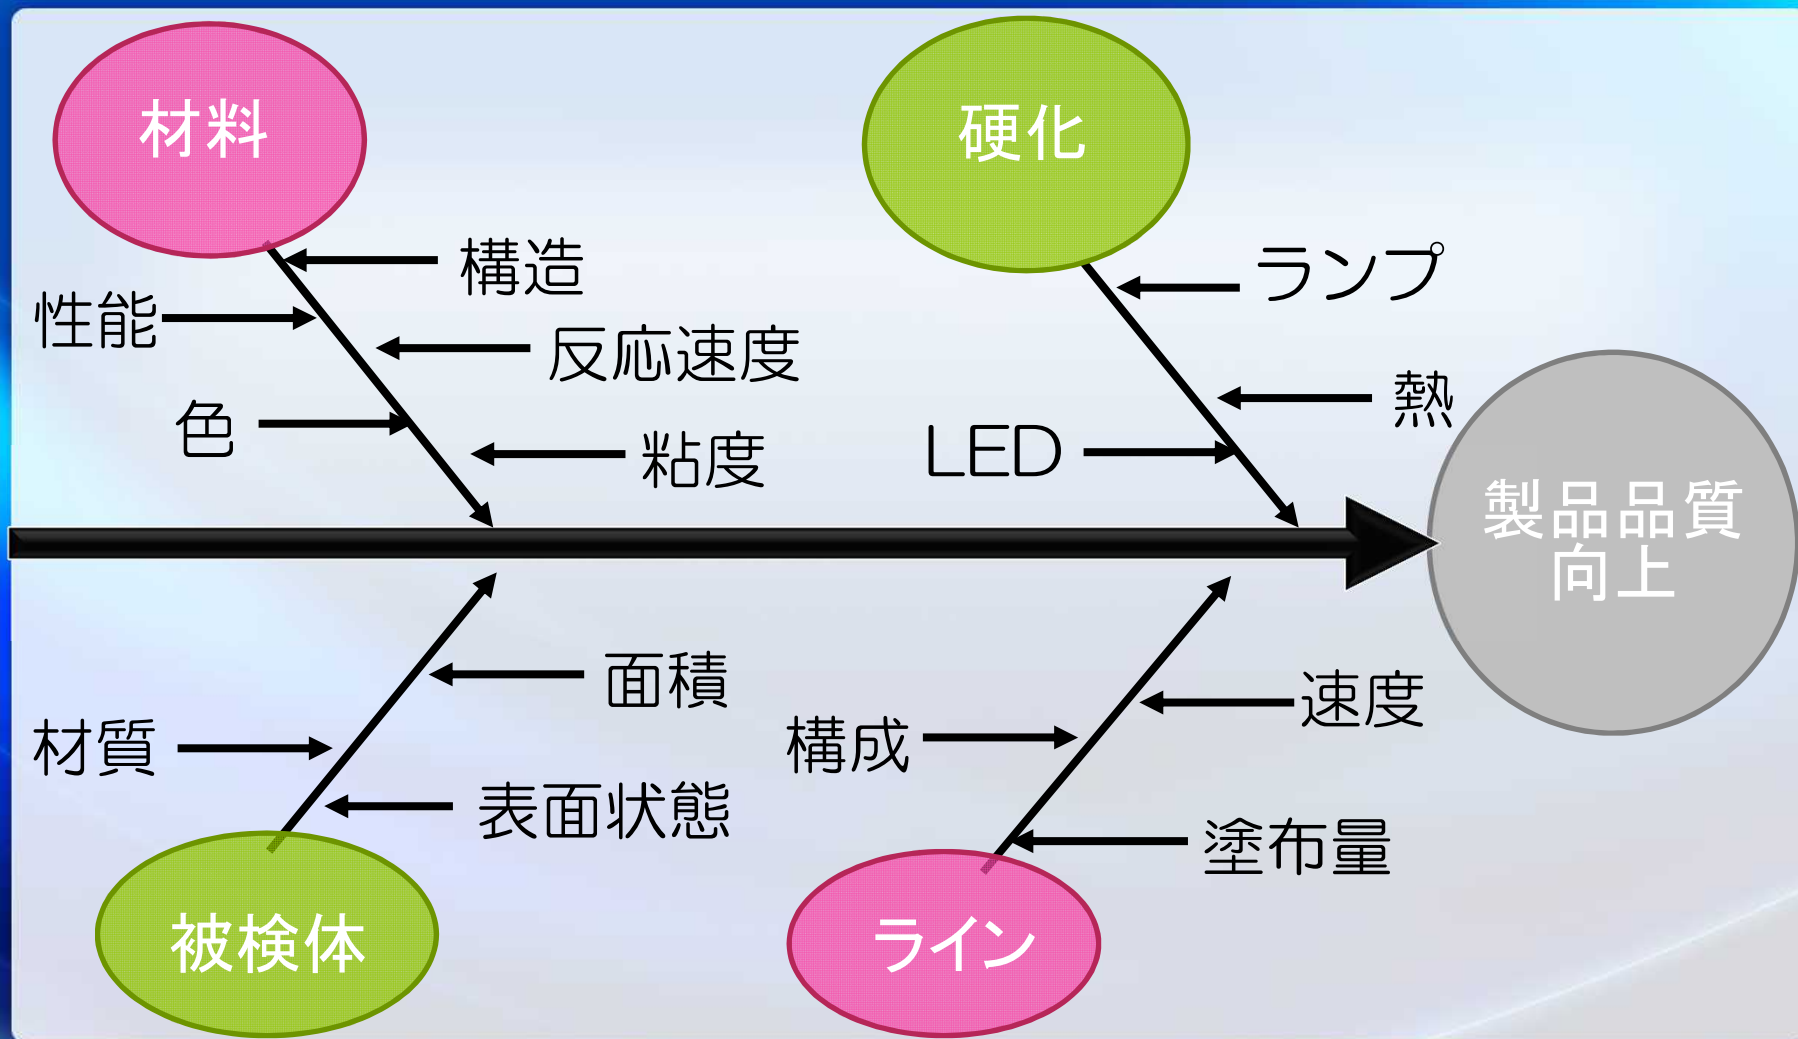 材料
硬化
構造
ランプ
性能
反応速度
熱
色
LED
粘度
製品品質
向上
面積
速度
材質
構成
表面状態
塗布量
被検体
ライン